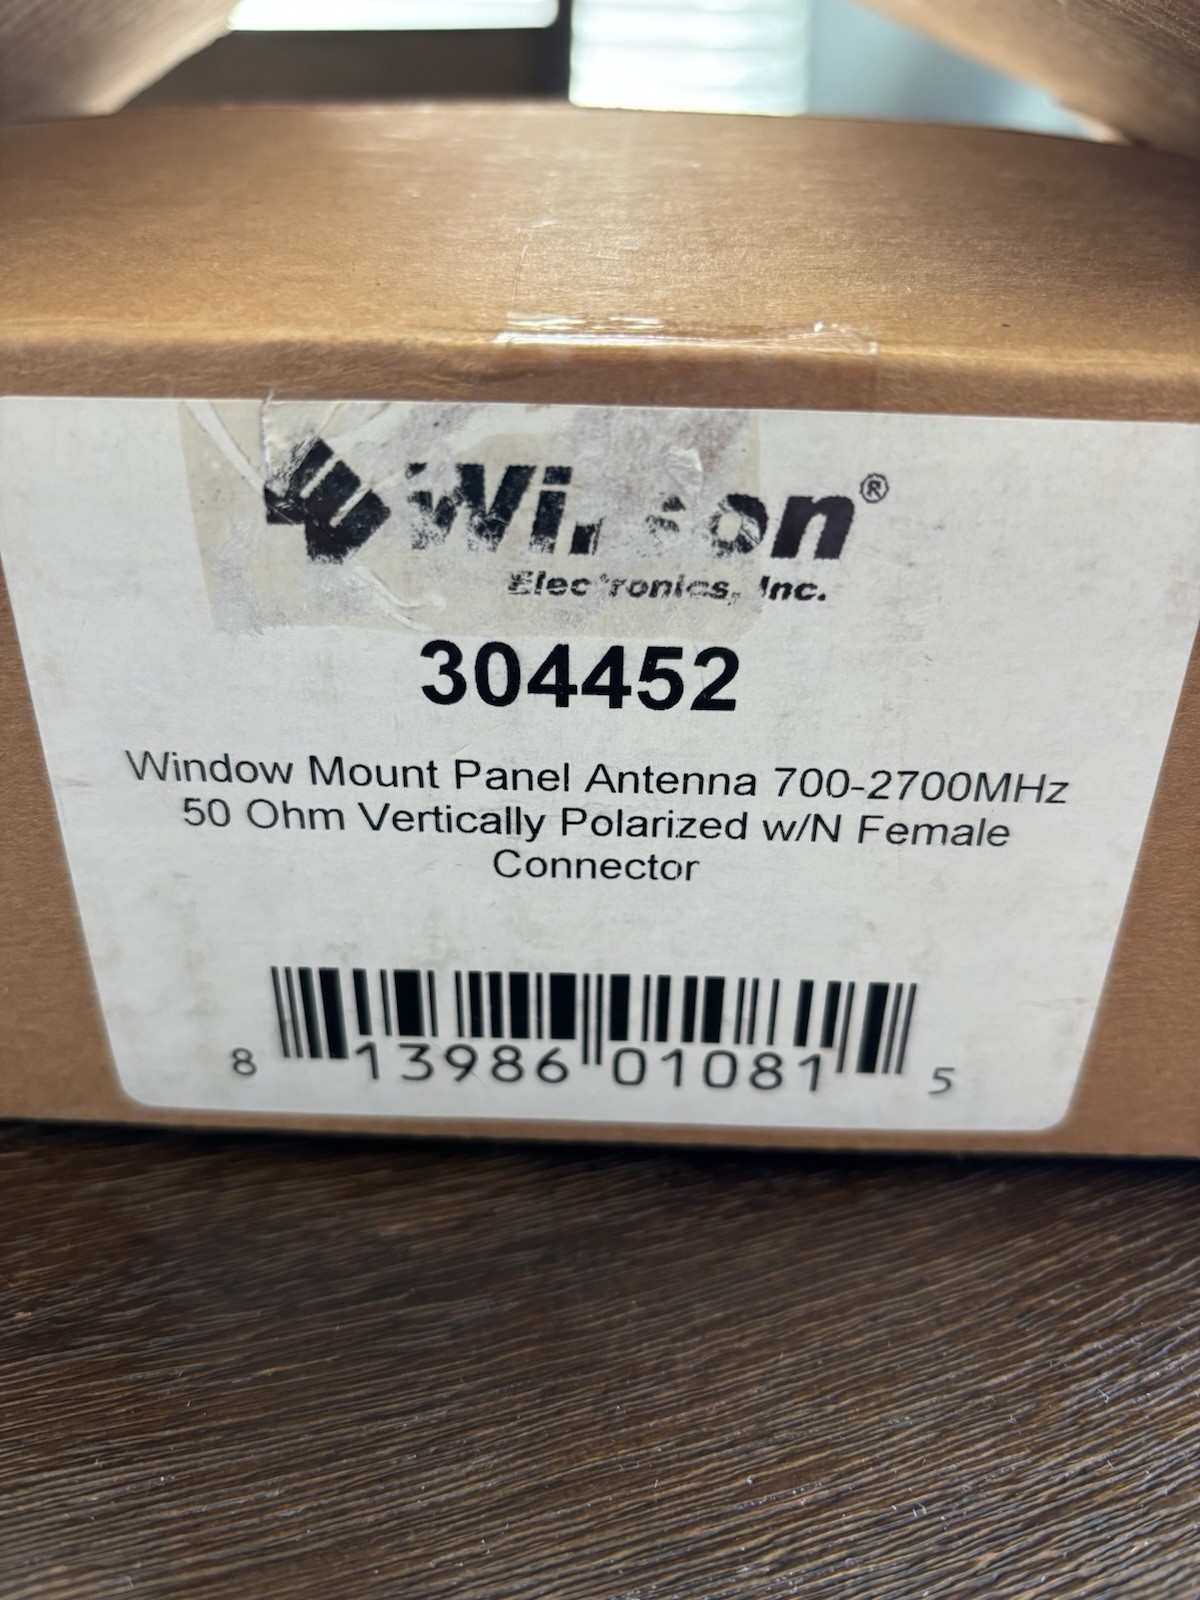 Wilson®
Electronics, Inc.
304452
Window Mount Panel Antenna 700-2700MHz
50 Ohm Vertically Polarized w/N Female
Connector
8 13986 01081 5